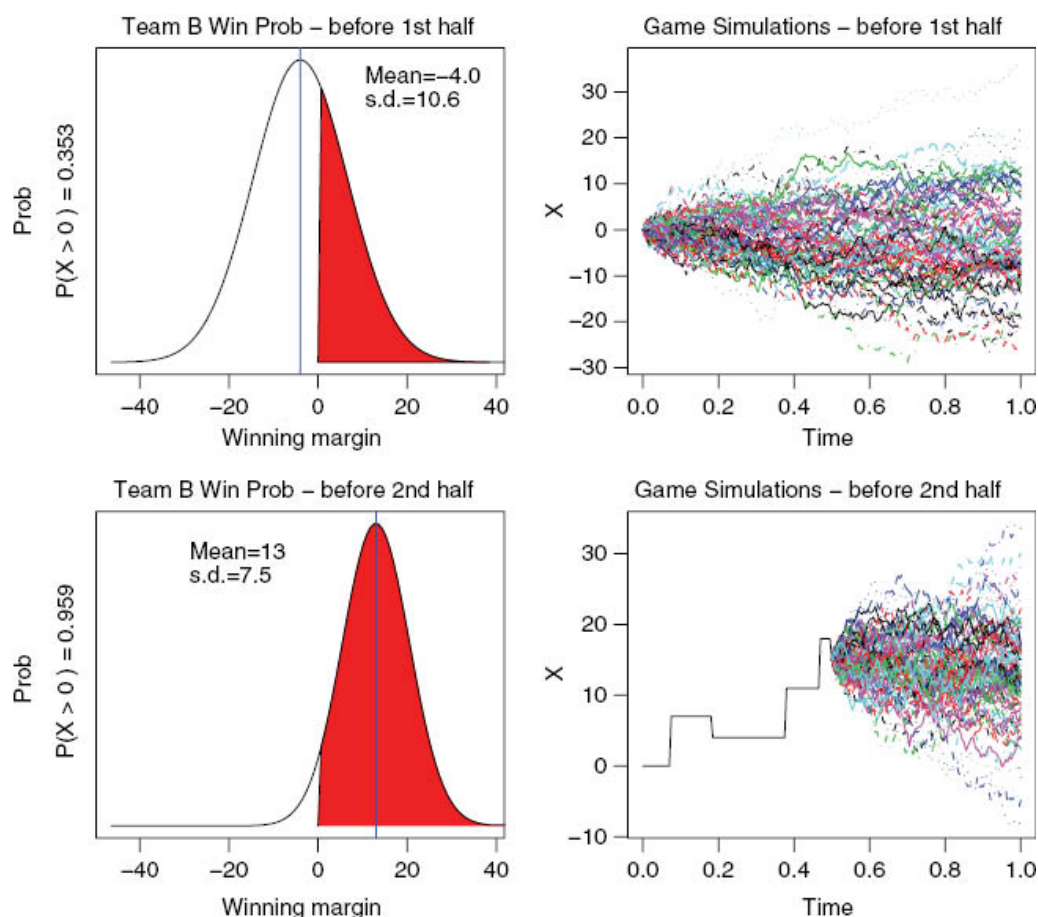 Team B Win Prob – before 1st half
Mean=–4.0
s.d.=10.6
Prob
P(X > 0 ) = 0.353
–40 –20 0 20 40
Winning margin
Game Simulations – before 1st half
30
20
10
0
–10
–20
–30
X
0.0 0.2 0.4 0.6 0.8 1.0
Time
Team B Win Prob – before 2nd half
Mean=13
s.d.=7.5
Prob
P(X > 0 ) = 0.959
–40 –20 0 20 40
Winning margin
Game Simulations – before 2nd half
30
20
10
0
–10
X
0.0 0.2 0.4 0.6 0.8 1.0
Time